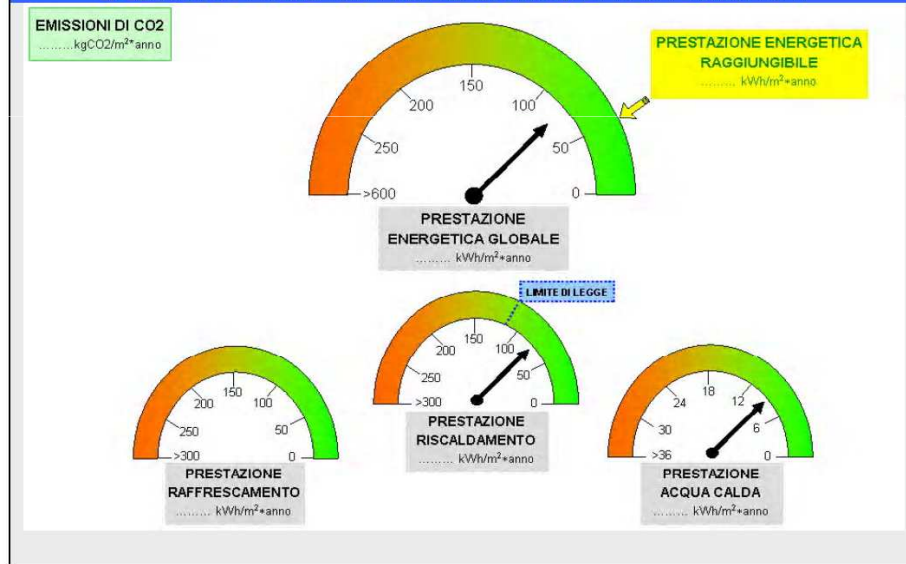 EMISSIONI DI CO2
.........kgCO2/m²*anno
PRESTAZIONE ENERGETICA
RAGGIUNGIBILE
......... kWh/m²*anno
150
200
100
250
50
>600
0
PRESTAZIONE
ENERGETICA GLOBALE
......... kWh/m²*anno
LIMITE DI LEGGE
150
200
100
250
50
>300
0
PRESTAZIONE
RISCALDAMENTO
......... kWh/m²*anno
150
200
100
250
50
>300
0
PRESTAZIONE
RAFFRESCAMENTO
......... kWh/m²*anno
18
24
12
30
6
>36
0
PRESTAZIONE
ACQUA CALDA
......... kWh/m²*anno